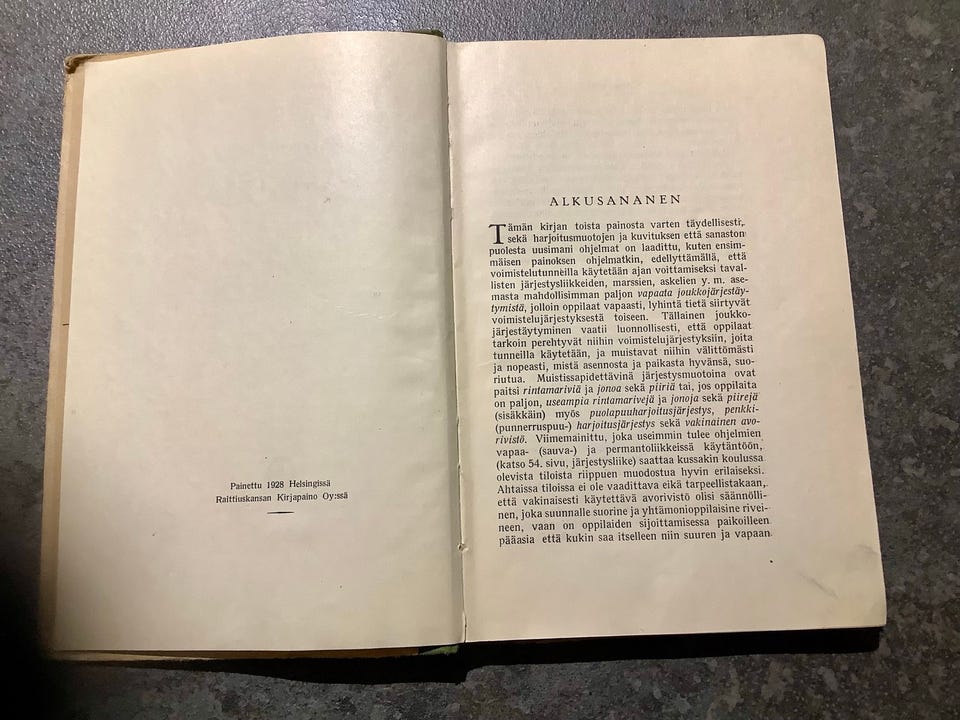 Painettu 1928 Helsingissä
Raittiuskansan Kirjapaino Oy:ssä
ALKUSANANEN
Tämän kirjan toista painosta varten täydellisesti,
sekä harjoitusmuotojen ja kuvituksen että sanaston
puolesta uusimani ohjelmat on laadittu, kuten ensim-
mäisen painoksen ohjelmatkin, edellyttämällä, että
voimistelutunneilla käytetään ajan voittamiseksi taval-
listen järjestysliikkeiden, marssien, askelien y. m. ase-
masta mahdollisimman paljon vapaata joukkojärjestäy-
tymistä, jolloin oppilaat vapaasti, lyhintä tietä siirtyvät
voimistelujärjestyksestä toiseen. Tällainen joukko-
järjestäytyminen vaatii luonnollisesti, että oppilaat
tarkoin perehtyvät niihin voimistelujärjestyksiin, joita
tunneilla käytetään, ja muistavat niihin välittömästi
ja nopeasti, mistä asennosta ja paikasta hyvänsä, suo-
riutua. Muistissapidettävinä järjestysmuotoina ovat
paitsi rintamariviä ja jonoa sekä piiriä tai, jos oppilaita
on paljon, useampia rintamarivejä ja jonoja sekä piirejä
(sisäkkäin) myös puolapuuharjoitusjärjestys, penkki-
(punnerruspuu-) harjoitusjärjestys sekä vakinainen avo-
rivistö. Viimemainittu, joka useimmin tulee ohjelmien
vapaa- (sauva-) ja permantoliikkeissä käytäntöön,
(katso 54. sivu, järjestysliike) saattaa kussakin koulussa
olevista tiloista riippuen muodostua hyvin erilaiseksi.
Ahtaissa tiloissa ei ole vaadittava eikä tarpeellistakaan,
että vakinaisesti käytettävä avorivistö olisi säännölli-
nen, joka suunnalle suorine ja yhtämonioppilaisine rivei-
neen, vaan on oppilaiden sijoittamisessa paikoilleen
pääasia että kukin saa itselleen niin suuren ja vapaan